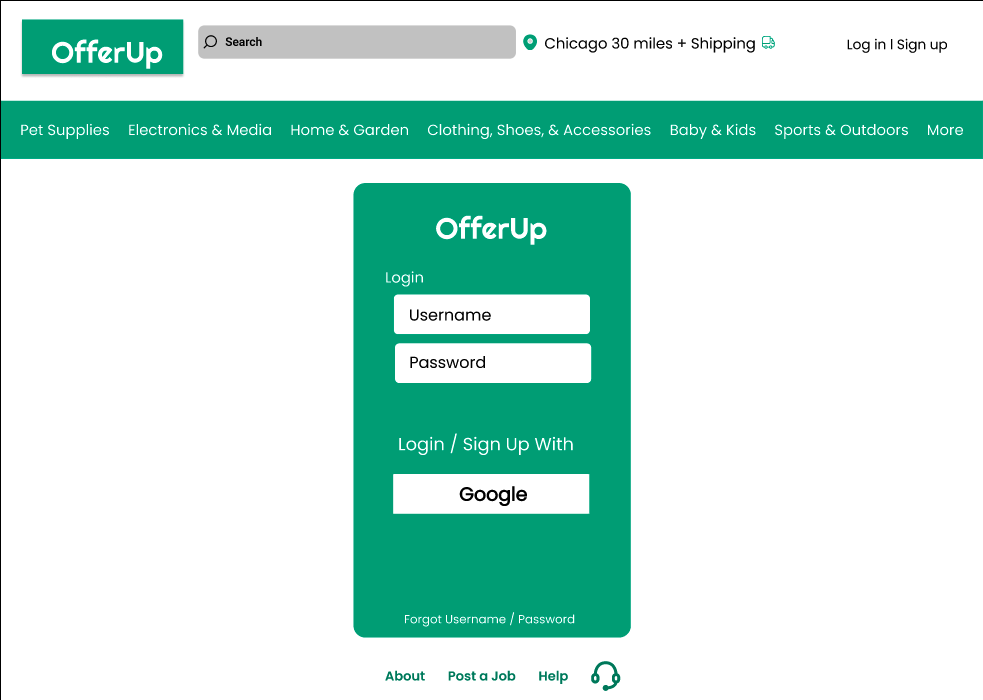 OfferUp
Search
Chicago 30 miles + Shipping
Log in I Sign up
Pet Supplies Electronics & Media Home & Garden Clothing, Shoes, & Accessories Baby & Kids Sports & Outdoors More
OfferUp
Login
Username
Password
Login / Sign Up With
Google
Forgot Username / Password
About Post a Job Help